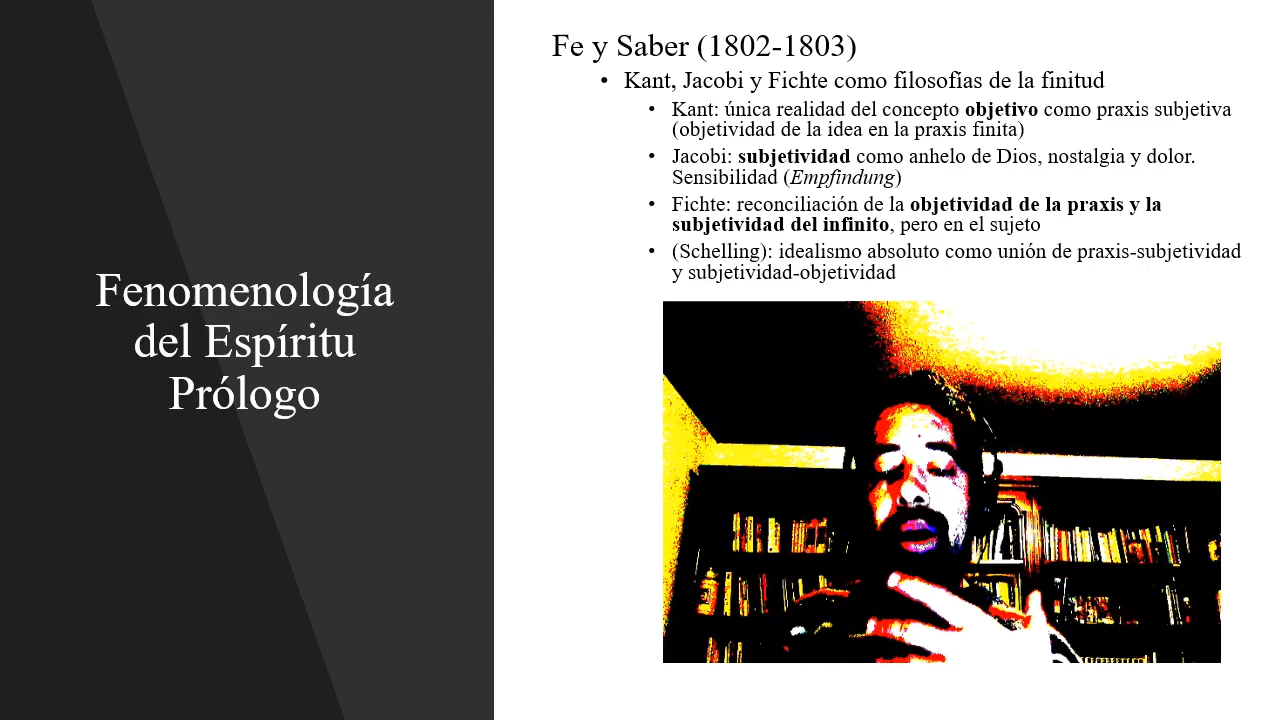 Fenomenología
del Espíritu
Prólogo
Fe y Saber (1802-1803)
• Kant, Jacobi y Fichte como filosofías de la finitud
• Kant: única realidad del concepto objetivo como praxis subjetiva
(objetividad de la idea en la praxis finita)
• Jacobi: subjetividad como anhelo de Dios, nostalgia y dolor.
Sensibilidad (Empfindung)
• Fichte: reconciliación de la objetividad de la praxis y la
subjetividad del infinito, pero en el sujeto
• (Schelling): idealismo absoluto como unión de praxis-subjetividad
y subjetividad-objetividad